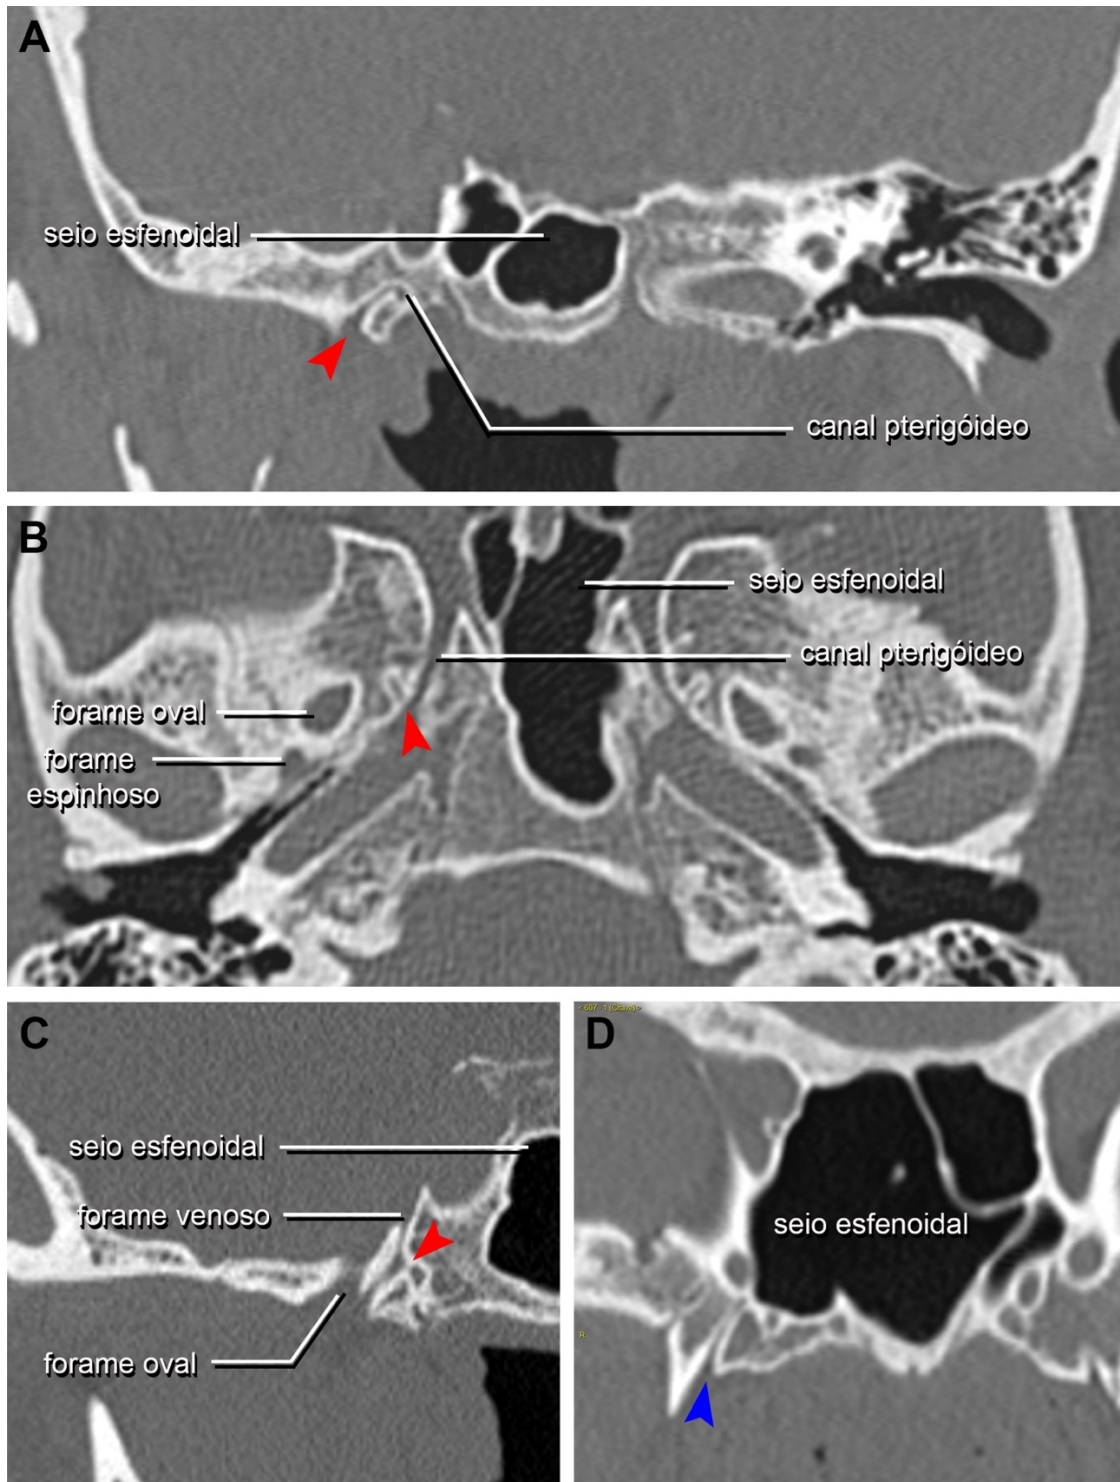 A
seio esfenoidal
canal pterigóideo
B
seio esfenoidal
canal pterigóideo
forame oval
forame
espinhoso
C
seio esfenoidal
forame venoso
forame oval
D
seio esfenoidal
R